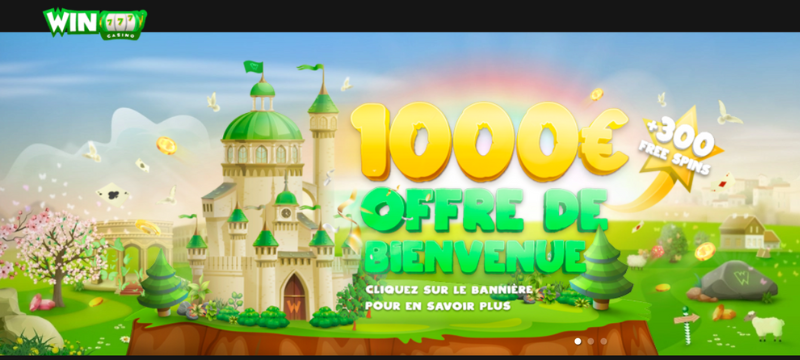 WIN 777
CASINO
1000€
+300
FREE SPINS
OFFRE DE
BIENVENUE
CLIQUEZ SUR LE BANNIÈRE
POUR EN SAVOIR PLUS
W